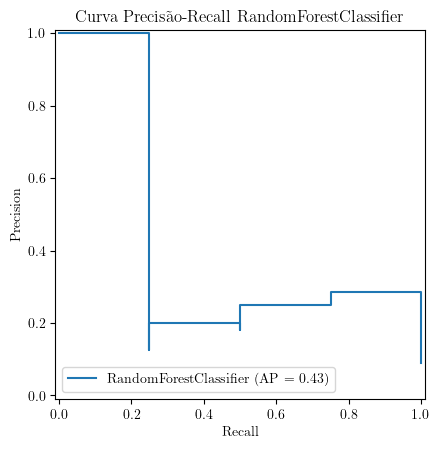 Curva Precisão-Recall RandomForestClassifier
1.0
0.8
0.6
0.4
0.2
0.0
Precision
RandomForestClassifier (AP = 0.43)
0.0 0.2 0.4 0.6 0.8 1.0
Recall